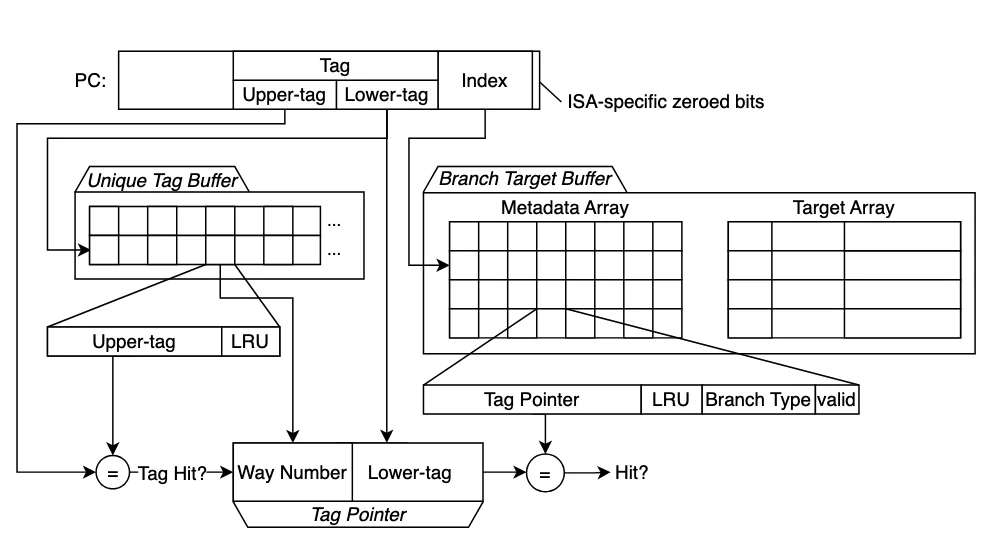 Tag
PC:
Index
Upper-tag
Lower-tag
ISA-specific zeroed bits
Unique Tag Buffer
Branch Target Buffer
Metadata Array
Target Array
...
...
Upper-tag
LRU
Tag Pointer
LRU
Branch Type
valid
=
Tag Hit?
Way Number
Lower-tag
=
Hit?
Tag Pointer